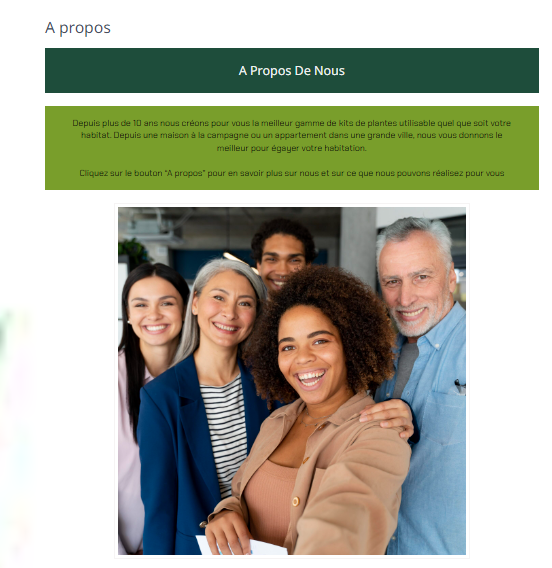 A propos
A Propos De Nous
Depuis plus de 10 ans nous créons pour vous la meilleur gamme de kits de plantes utilisable quel que soit votre
habitat. Depuis une maison à la campagne ou un appartement dans une grande ville, nous vous donnons le
meilleur pour égayer votre habitation.
Cliquez sur le bouton "A propos" pour en savoir plus sur nous et sur ce que nous pouvons réalisez pour vous